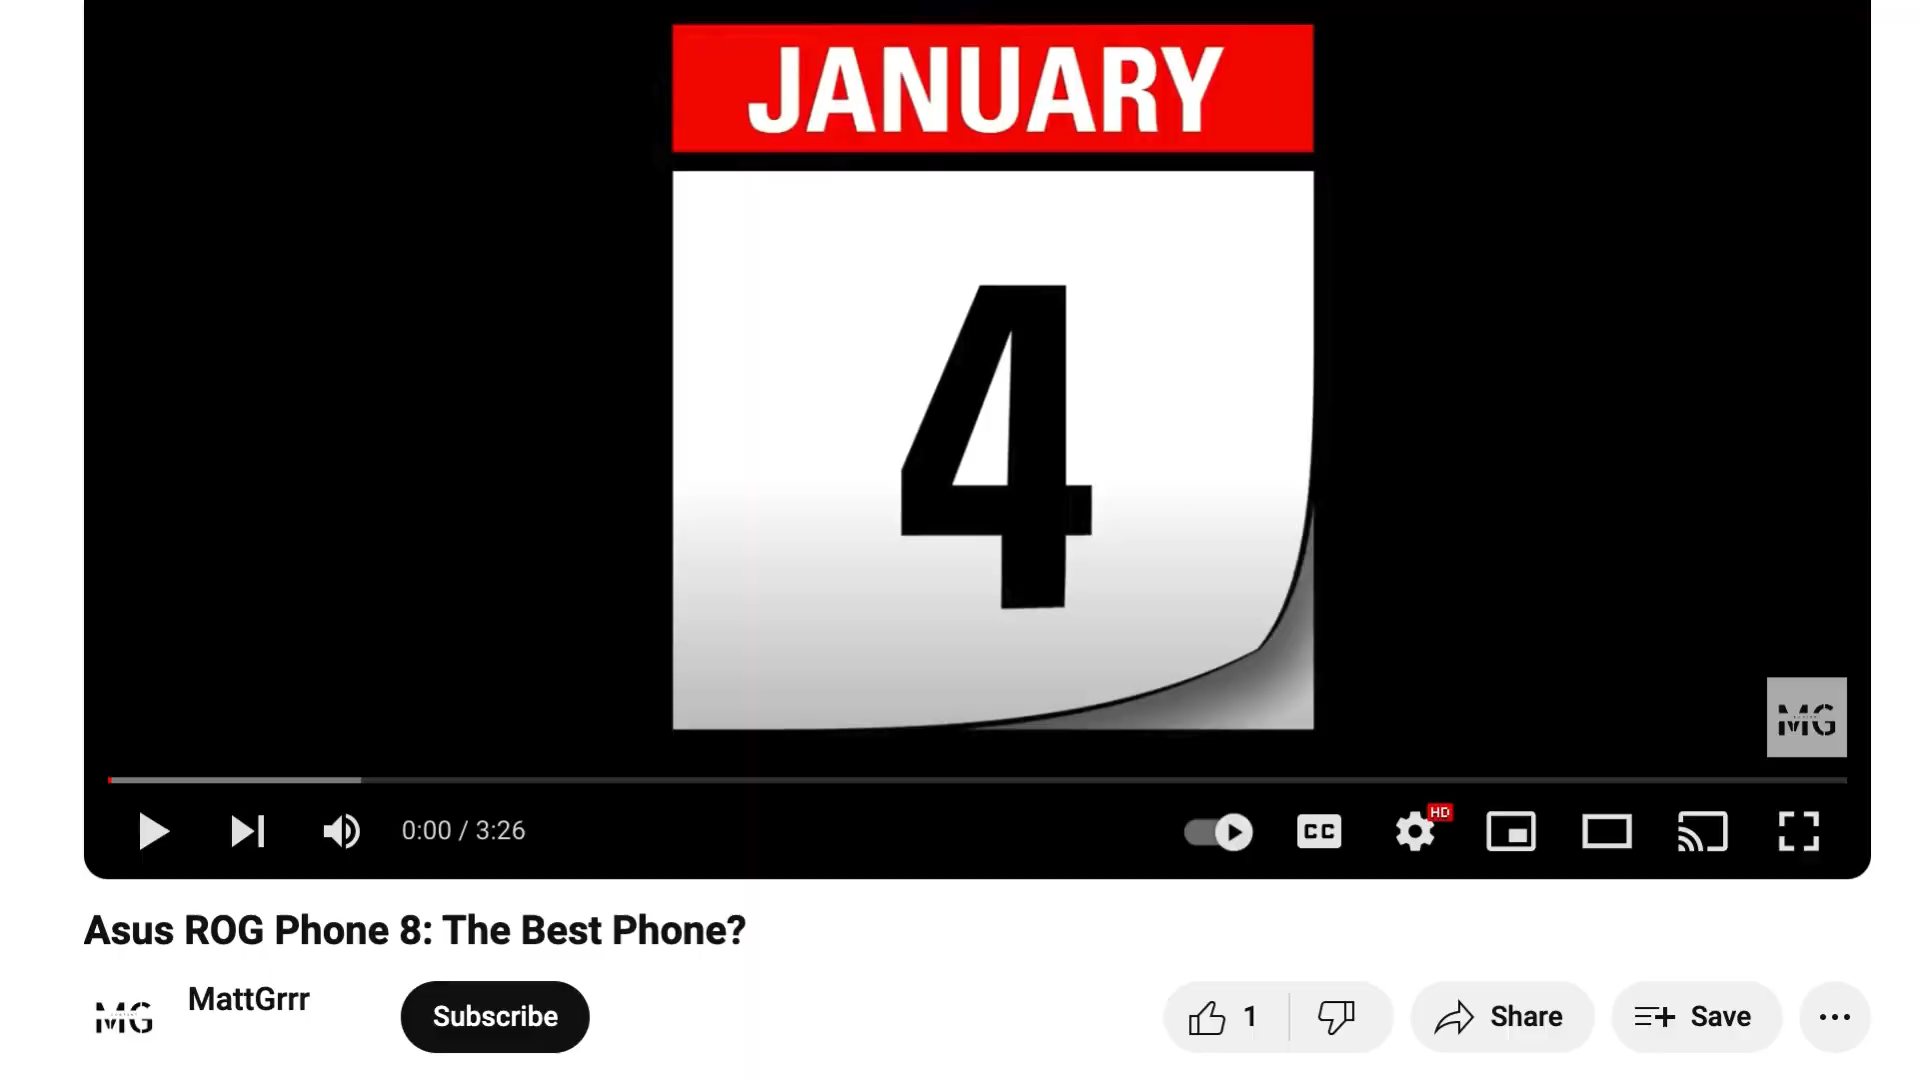 JANUARY
4
MG
0:00 / 3:26
CC
HD
Asus ROG Phone 8: The Best Phone?
MG
MattGrrr
Subscribe
1
Share
Save